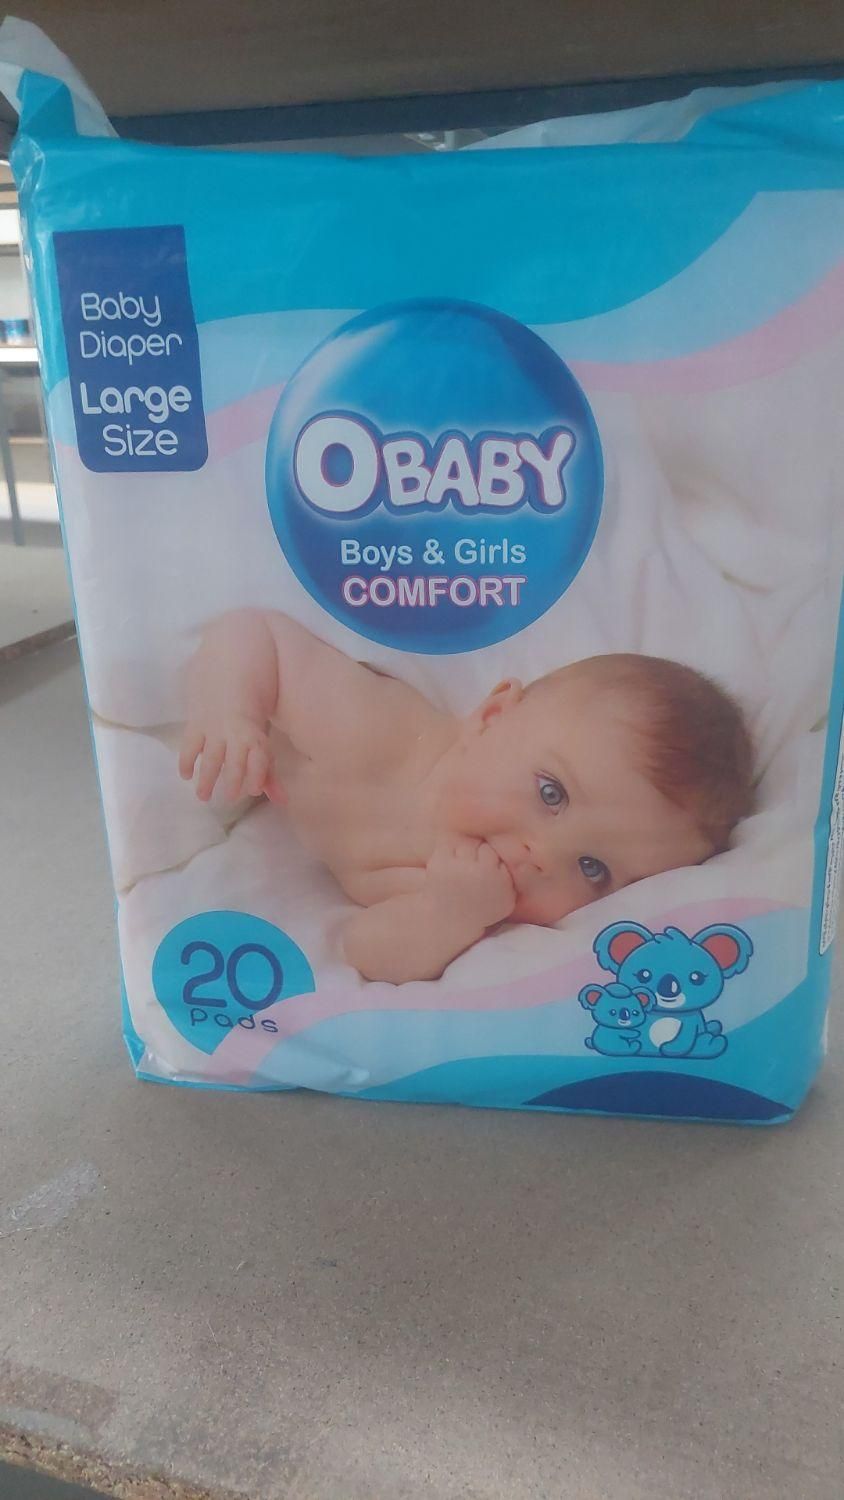 Baby
Diaper
Large
Size
OBABY
Boys & Girls
COMFORT
20
Pads